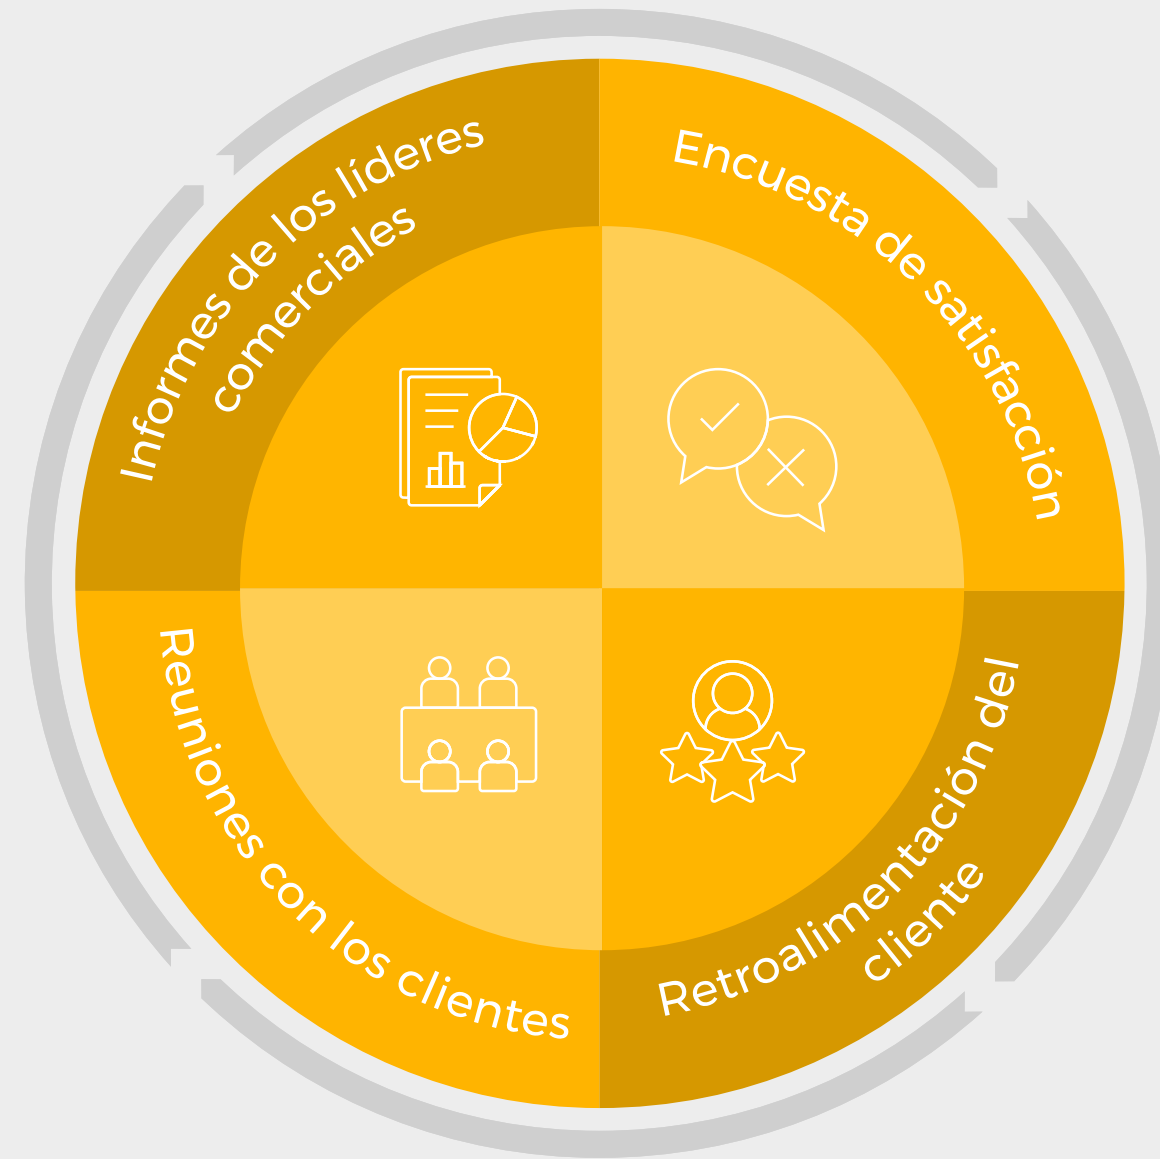 Informes de los líderes
comerciales
Encuesta de satisfacción
Reuniones con los clientes
Retroalimentación del
cliente